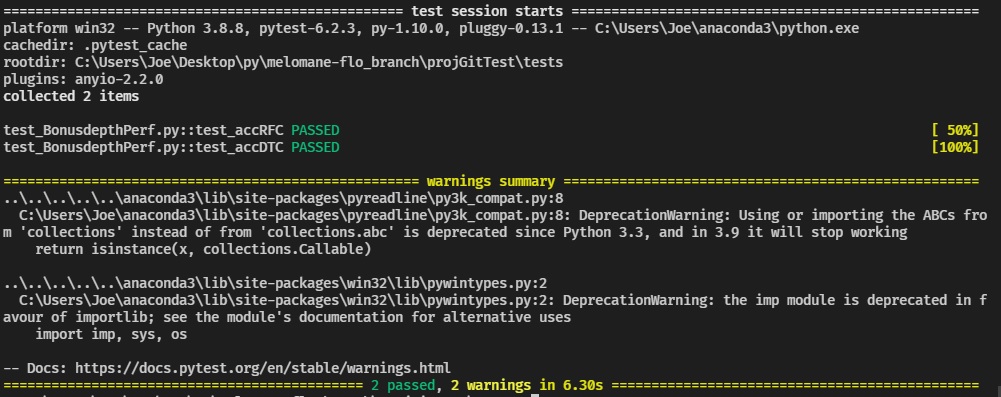 ================================================== test session starts ===================================================
platform win32 -- Python 3.8.8, pytest-6.2.3, py-1.10.0, pluggy-0.13.1 -- C:\Users\Joe\anaconda3\python.exe
cachedir: .pytest_cache
rootdir: C:\Users\Joe\Desktop\py\melomane-flo_branch\projGitTest\tests
plugins: anyio-2.2.0
collected 2 items
test_BonusdepthPerf.py::test_accRFC PASSED [ 50%]
test_BonusdepthPerf.py::test_accDTC PASSED [100%]
==================================================== warnings summary ====================================================
..\..\..\..\..\anaconda3\lib\site-packages\pyreadline\py3k_compat.py:8
C:\Users\Joe\anaconda3\lib\site-packages\pyreadline\py3k_compat.py:8: DeprecationWarning: Using or importing the ABCs fro
m 'collections' instead of from 'collections.abc' is deprecated since Python 3.3, and in 3.9 it will stop working
return isinstance(x, collections.Callable)
..\..\..\..\..\anaconda3\lib\site-packages\win32\lib\pywintypes.py:2
C:\Users\Joe\anaconda3\lib\site-packages\win32\lib\pywintypes.py:2: DeprecationWarning: the imp module is deprecated in f
avour of importlib; see the module's documentation for alternative uses
import imp, sys, os
-- Docs: https://docs.pytest.org/en/stable/warnings.html
============================================= 2 passed, 2 warnings in 6.30s ==============================================